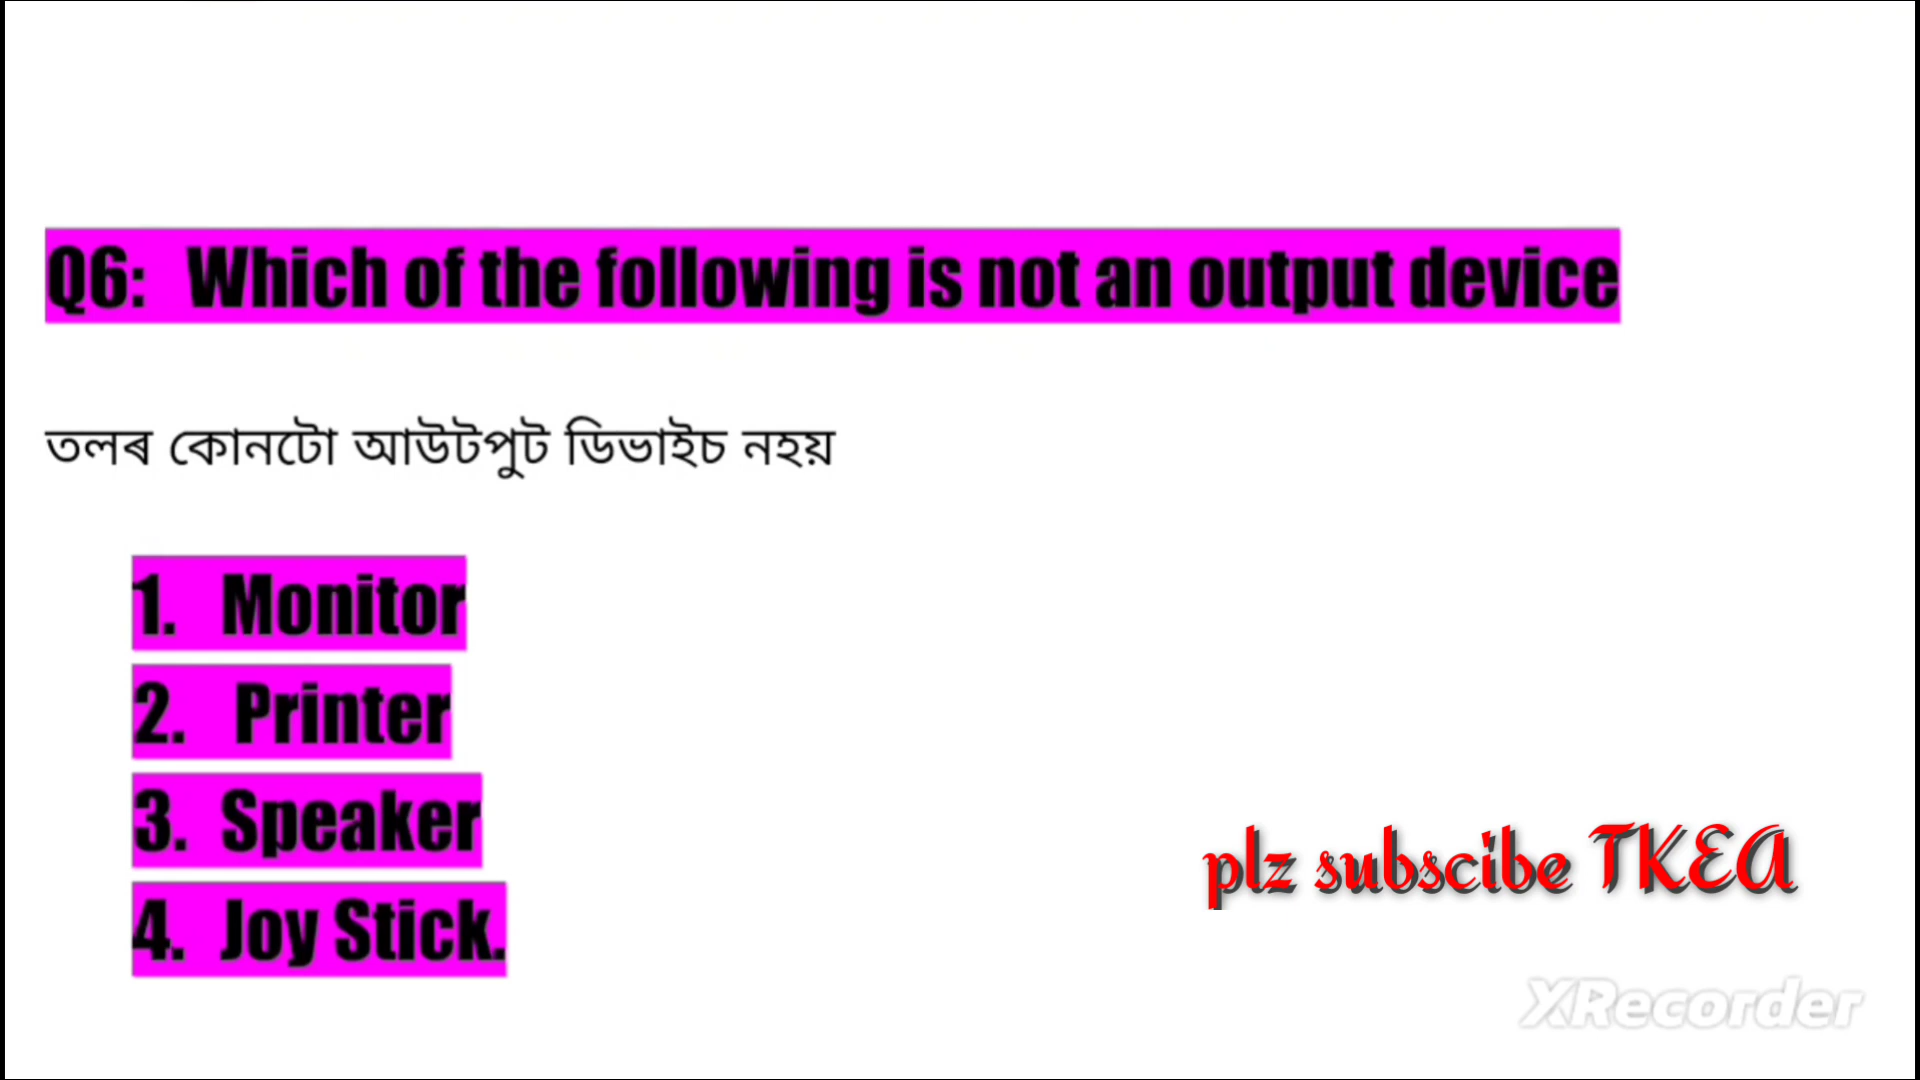 Q6: Which of the following is not an output device
তলৰ কোনটো আউটপুট ডিভাইচ নহয়
1. Monitor
2. Printer
3. Speaker
4. Joy Stick.
plz subscibe TKEA
XRecorder